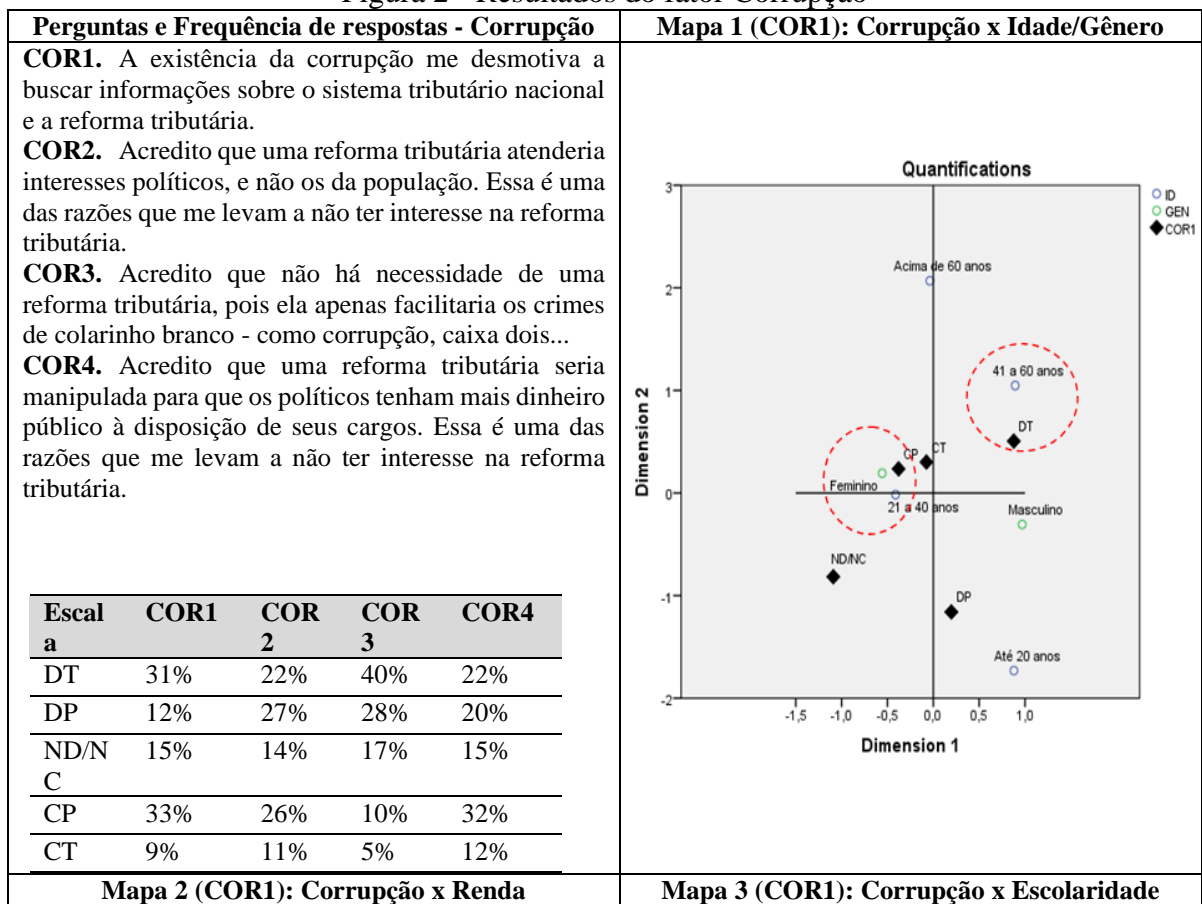 Figura 2 - Resultados do fator Corrupção
Perguntas e Frequência de respostas - Corrupção
COR1. A existência da corrupção me desmotiva a
buscar informações sobre o sistema tributário nacional
e a reforma tributária.
COR2. Acredito que uma reforma tributária atenderia
interesses políticos, e não os da população. Essa é uma
das razões que me levam a não ter interesse na reforma
tributária.
COR3. Acredito que não há necessidade de uma
reforma tributária, pois ela apenas facilitaria os crimes
de colarinho branco - como corrupção, caixa dois...
COR4. Acredito que uma reforma tributária seria
manipulada para que os políticos tenham mais dinheiro
público à disposição de seus cargos. Essa é uma das
razões que me levam a não ter interesse na reforma
tributária.
Escal COR1 COR COR COR4
a 2 3
DT 31% 22% 40% 22%
DP 12% 27% 28% 20%
ND/N 15% 14% 17% 15%
C
CP 33% 26% 10% 32%
CT 9% 11% 5% 12%
Mapa 1 (COR1): Corrupção x Idade/Gênero
Quantifications
ID
GEN
COR1
3
2
1
0
-1
-2
Dimension 2
Acima de 60 anos
41 a 60 anos
DT
CT
CP
Feminino
21 a 40 anos
Masculino
ND/NC
DP
Até 20 anos
-1,5 -1,0 -0,5 0,0 0,5 1,0
Dimension 1
Mapa 2 (COR1): Corrupção x Renda
Mapa 3 (COR1): Corrupção x Escolaridade